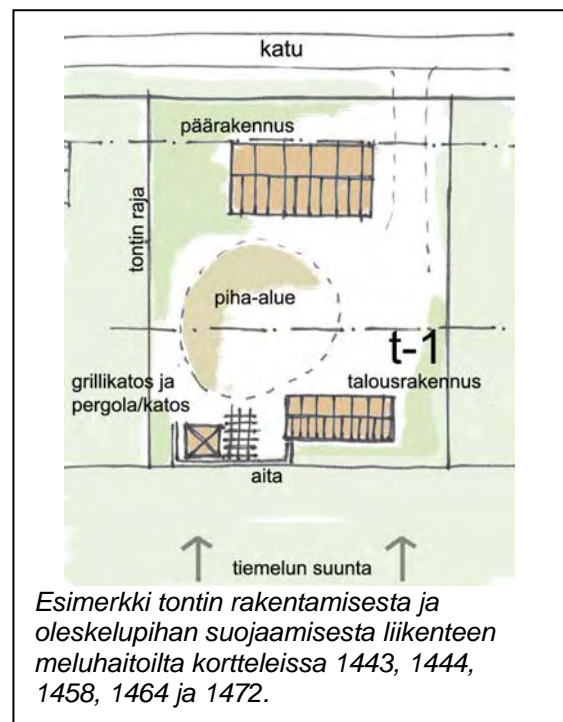 katu
päärakennus
tontin raja
piha-alue
t-1
grillikatos ja
pergola/katos
talousrakennus
aita
tiemelun suunta
Esimerkki tontin rakentamisesta ja
oleskelupihan suojaamisesta liikenteen
meluhaitoilta kortteleissa 1443, 1444,
1458, 1464 ja 1472.